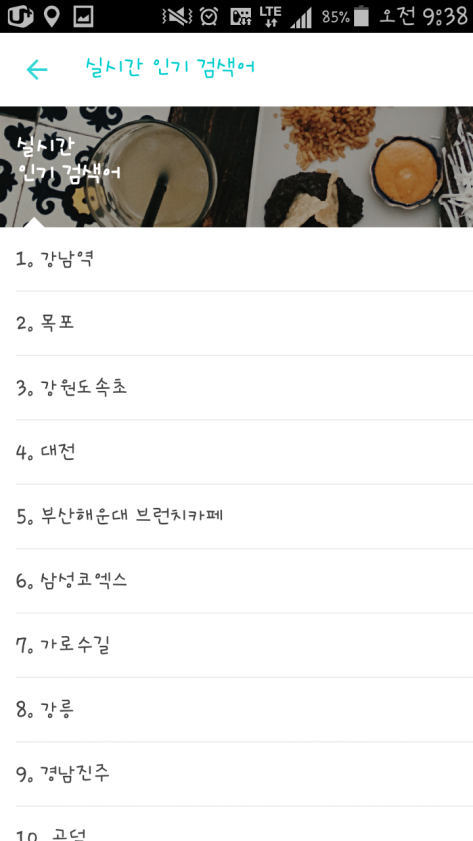 LTE 85% 오전 9:38
실시간 인기 검색어
실시간
인기 검색어
1. 강남역
2. 목포
3. 강원도속초
4. 대전
5. 부산해운대 브런치카페
6. 삼성코엑스
7. 가로수길
8. 강릉
9. 경남진주
10. 공덕